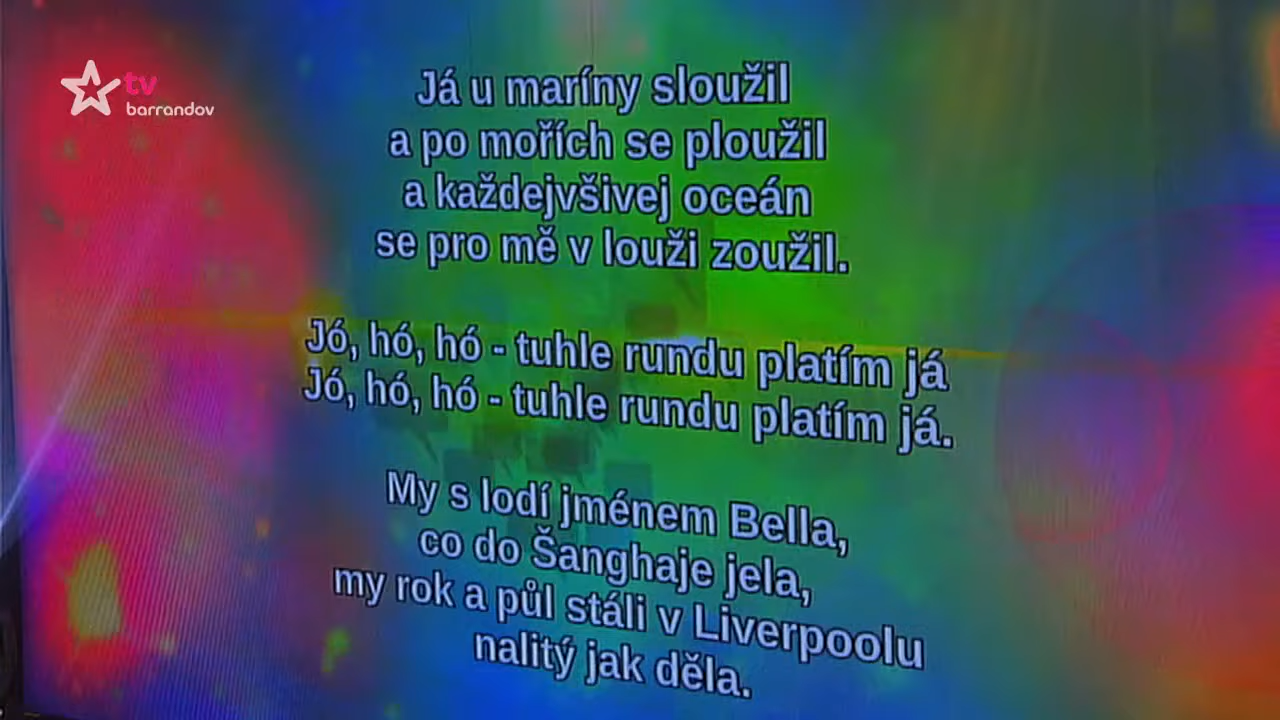 tv
barrandov
Já u maríny sloužil
a po mořích se ploužil
a každejvšivej oceán
se pro mě v louži zoužil.
Jó, hó, hó - tuhle rundu platím já
Jó, hó, hó - tuhle rundu platím já.
My s lodí jménem Bella,
co do Šanghaje jela,
my rok a půl stáli v Liverpoolu
nalitý jak děla.